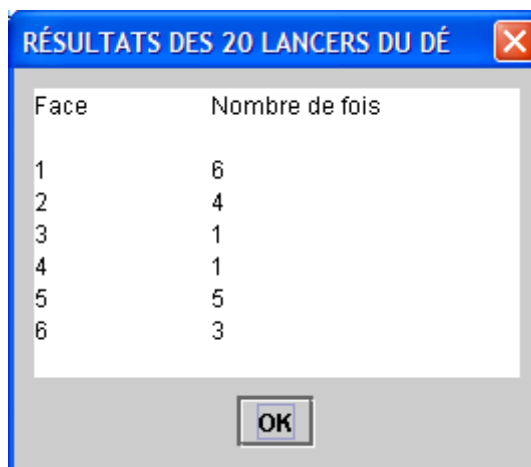 RÉSULTATS DES 20 LANCERS DU DÉ
Face Nombre de fois
1 6
2 4
3 1
4 1
5 5
6 3
OK